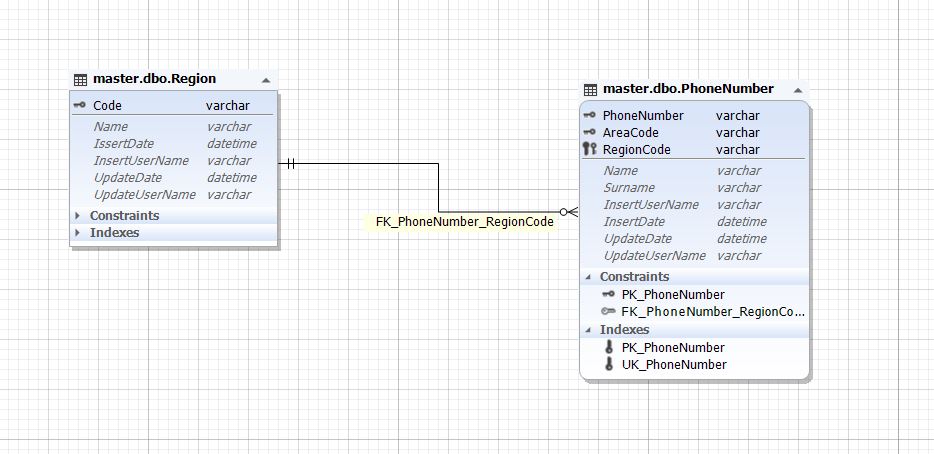 master.dbo.Region
Code varchar
Name varchar
IssertDate datetime
InsertUserName varchar
UpdateDate datetime
UpdateUserName varchar
Constraints
Indexes
FK_PhoneNumber_RegionCode
master.dbo.PhoneNumber
PhoneNumber varchar
AreaCode varchar
RegionCode varchar
Name varchar
Surname varchar
InsertUserName varchar
InsertDate datetime
UpdateDate datetime
UpdateUserName varchar
Constraints
PK_PhoneNumber
FK_PhoneNumber_RegionCo...
Indexes
PK_PhoneNumber
UK_PhoneNumber